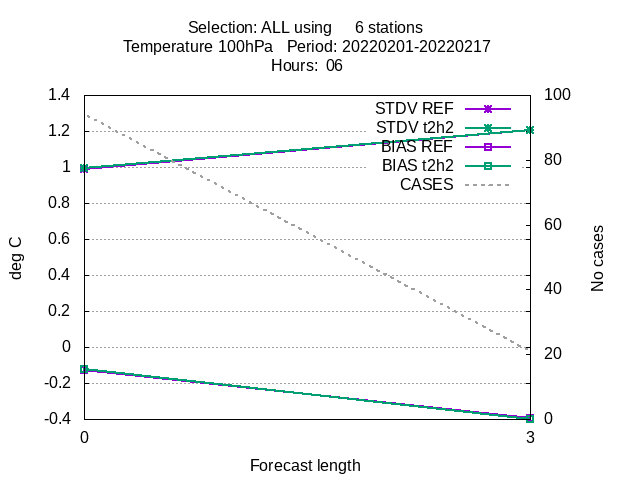 Selection: ALL using 6 stations
Temperature 100hPa Period: 20220201-20220217
Hours: 06
1.4
1.2
1
0.8
0.6
0.4
0.2
0
-0.2
-0.4
deg C
STDV REF
STDV t2h2
BIAS REF
BIAS t2h2
CASES
100
80
60
40
20
0
No cases
0
3
Forecast length